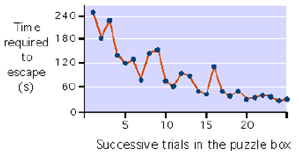 Time
required
to
escape
(s)
240
180
120
60
0
5
10
15
20
Successive trials in the puzzle box